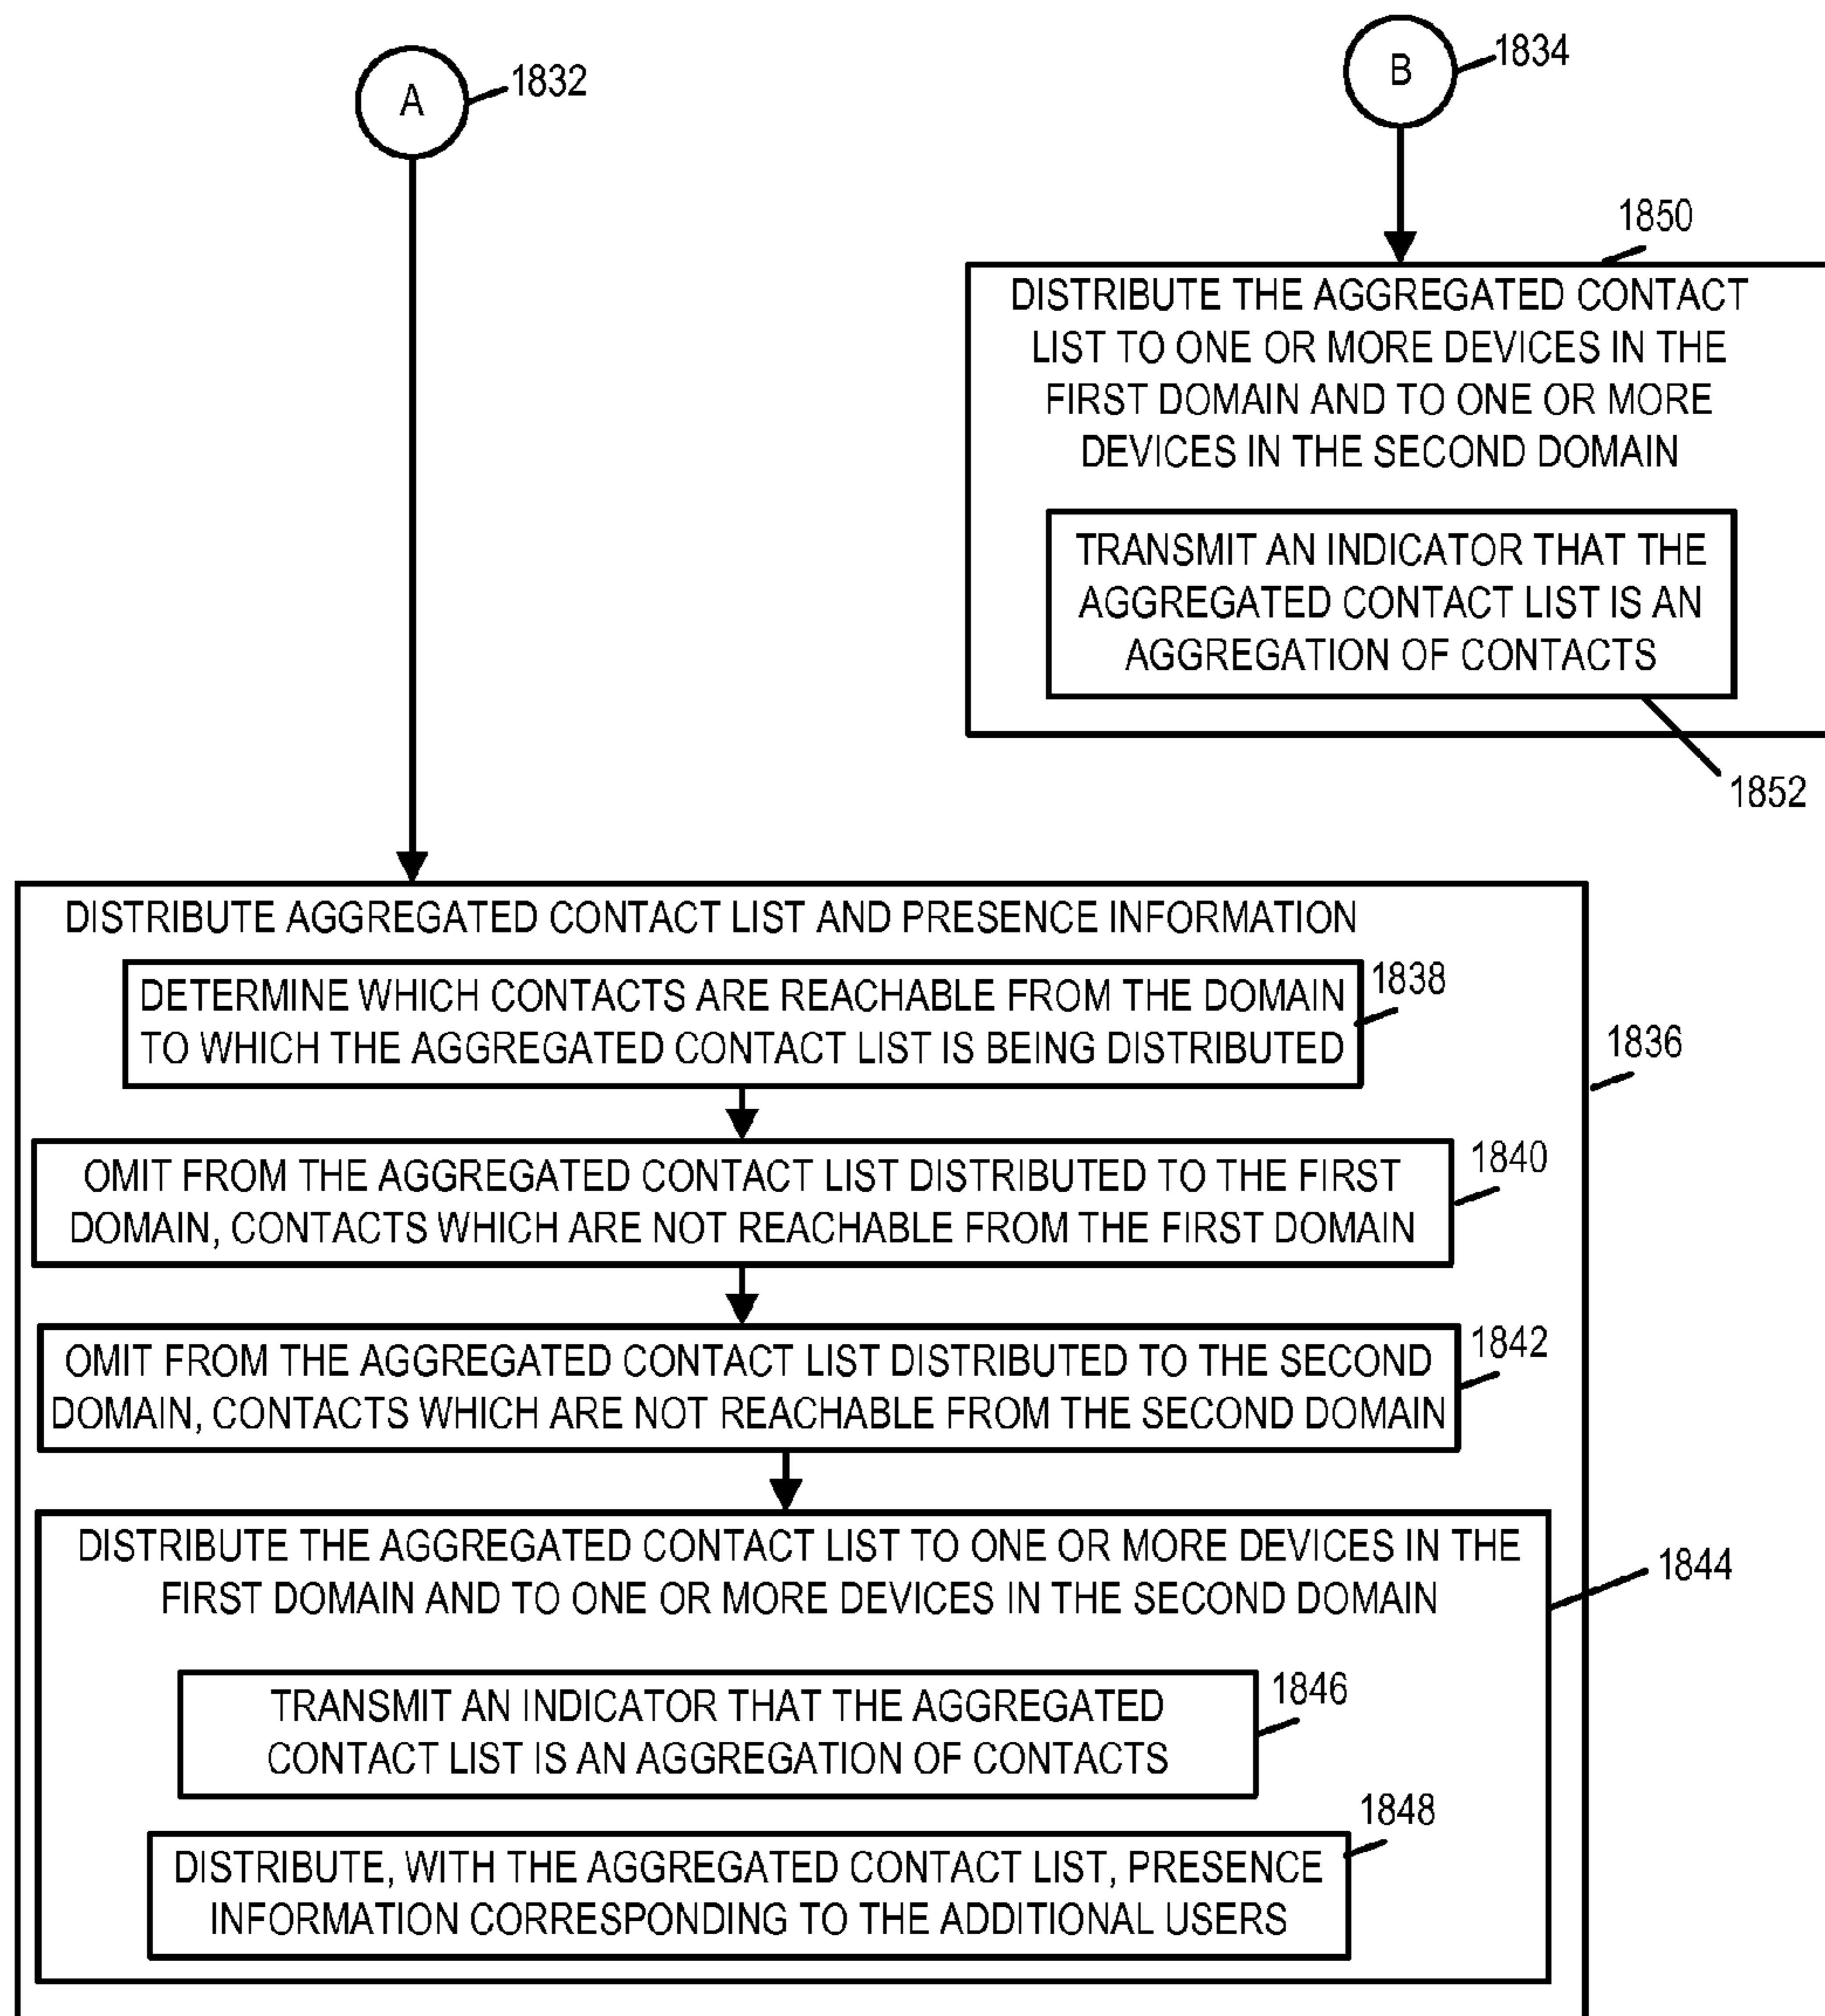 A
1832
B
1834
1850
DISTRIBUTE THE AGGREGATED CONTACT
LIST TO ONE OR MORE DEVICES IN THE
FIRST DOMAIN AND TO ONE OR MORE
DEVICES IN THE SECOND DOMAIN
TRANSMIT AN INDICATOR THAT THE
AGGREGATED CONTACT LIST IS AN
AGGREGATION OF CONTACTS
1852
DISTRIBUTE AGGREGATED CONTACT LIST AND PRESENCE INFORMATION
1836
DETERMINE WHICH CONTACTS ARE REACHABLE FROM THE DOMAIN
TO WHICH THE AGGREGATED CONTACT LIST IS BEING DISTRIBUTED
1838
OMIT FROM THE AGGREGATED CONTACT LIST DISTRIBUTED TO THE FIRST
DOMAIN, CONTACTS WHICH ARE NOT REACHABLE FROM THE FIRST DOMAIN
1840
OMIT FROM THE AGGREGATED CONTACT LIST DISTRIBUTED TO THE SECOND
DOMAIN, CONTACTS WHICH ARE NOT REACHABLE FROM THE SECOND DOMAIN
1842
DISTRIBUTE THE AGGREGATED CONTACT LIST TO ONE OR MORE DEVICES IN THE
FIRST DOMAIN AND TO ONE OR MORE DEVICES IN THE SECOND DOMAIN
1844
TRANSMIT AN INDICATOR THAT THE AGGREGATED
CONTACT LIST IS AN AGGREGATION OF CONTACTS
1846
DISTRIBUTE, WITH THE AGGREGATED CONTACT LIST, PRESENCE
INFORMATION CORRESPONDING TO THE ADDITIONAL USERS
1848